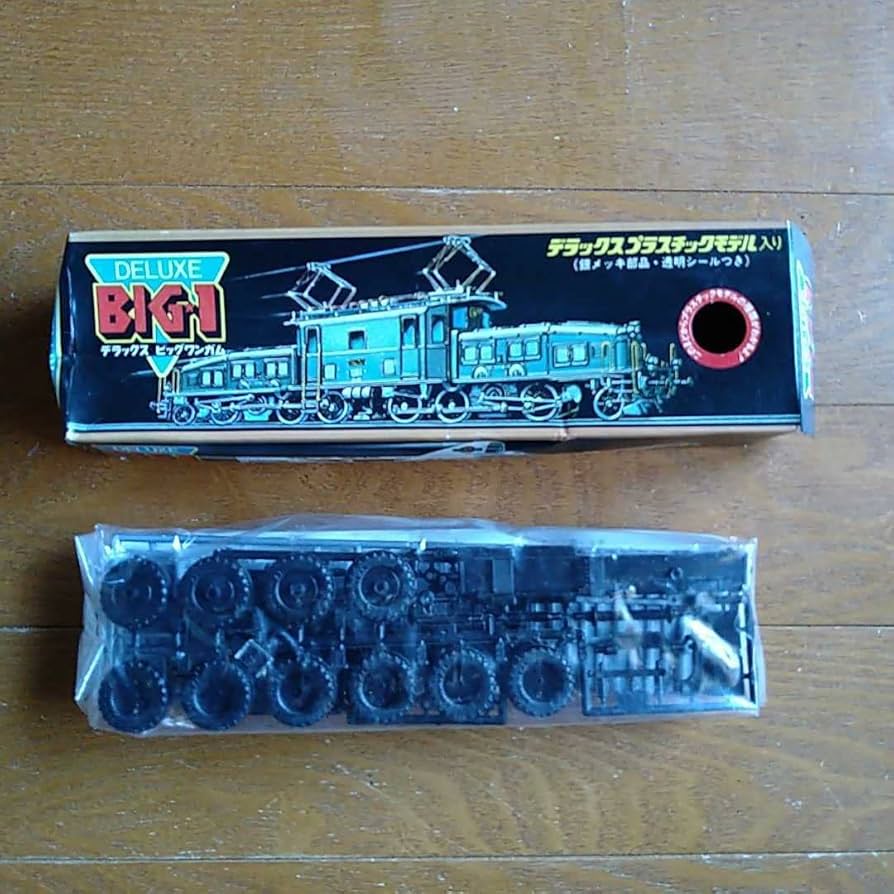 DELUXE
B・I・G・1
デラックス ビッグワンガム
デラックスプラスチックモデル入り
(銀メッキ部品・透明シールつき)
DELUXE